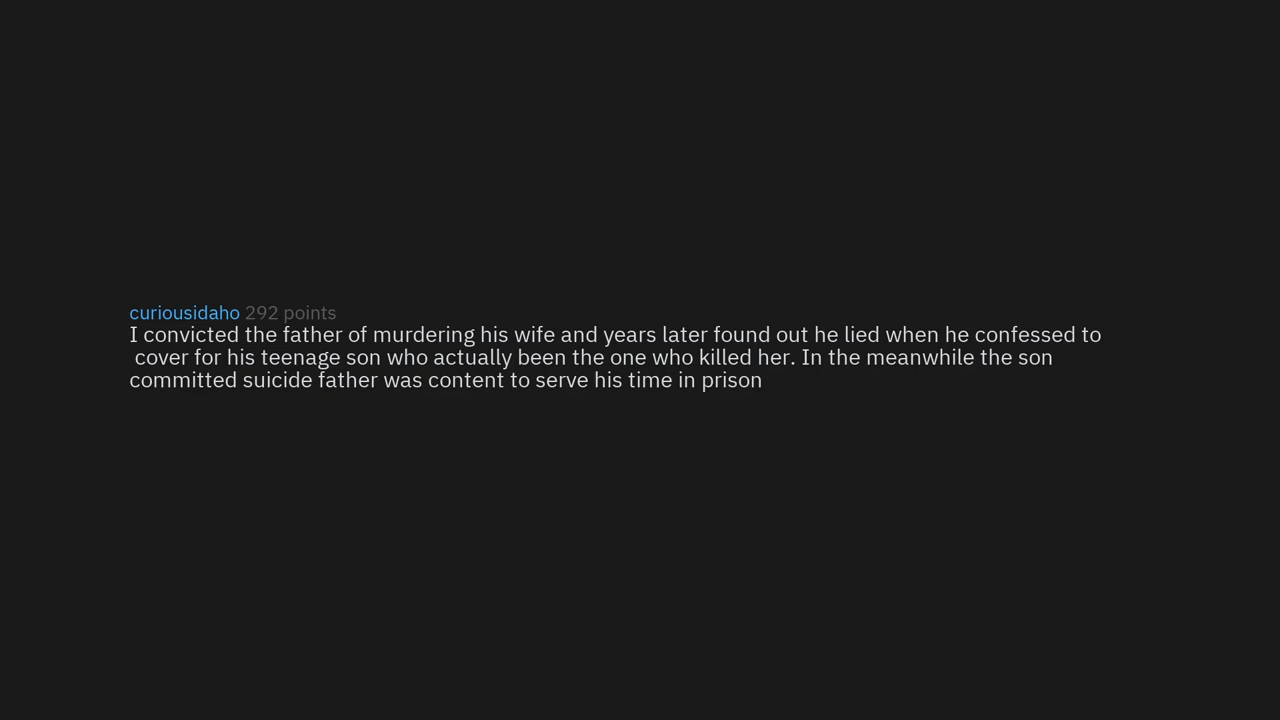 curiousidaho 292 points
I convicted the father of murdering his wife and years later found out he lied when he confessed to
cover for his teenage son who actually been the one who killed her. In the meanwhile the son
committed suicide father was content to serve his time in prison